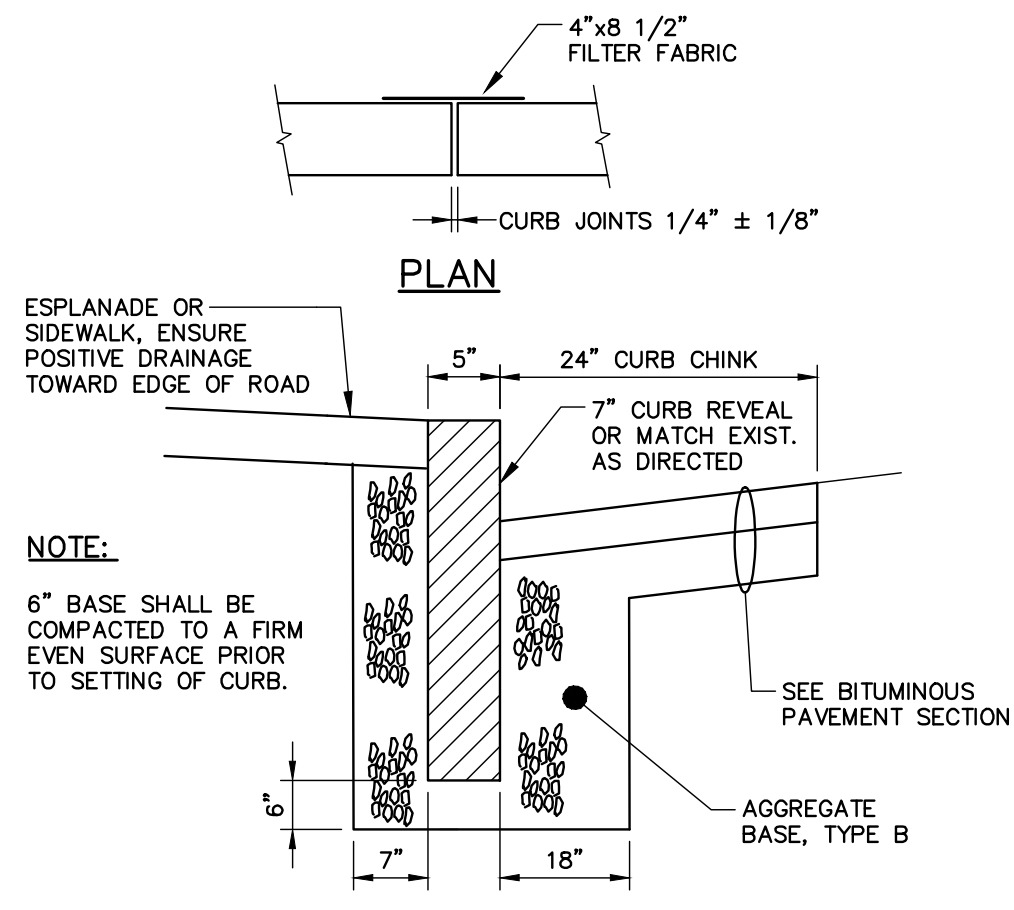 4"x8 1/2"
FILTER FABRIC
CURB JOINTS 1/4" ± 1/8"
PLAN
ESPLANADE OR
SIDEWALK, ENSURE
POSITIVE DRAINAGE
TOWARD EDGE OF ROAD
5"
24" CURB CHINK
7" CURB REVEAL
OR MATCH EXIST.
AS DIRECTED
NOTE:
6" BASE SHALL BE
COMPACTED TO A FIRM
EVEN SURFACE PRIOR
TO SETTING OF CURB.
SEE BITUMINOUS
PAVEMENT SECTION
6"
AGGREGATE
BASE, TYPE B
7"
18"